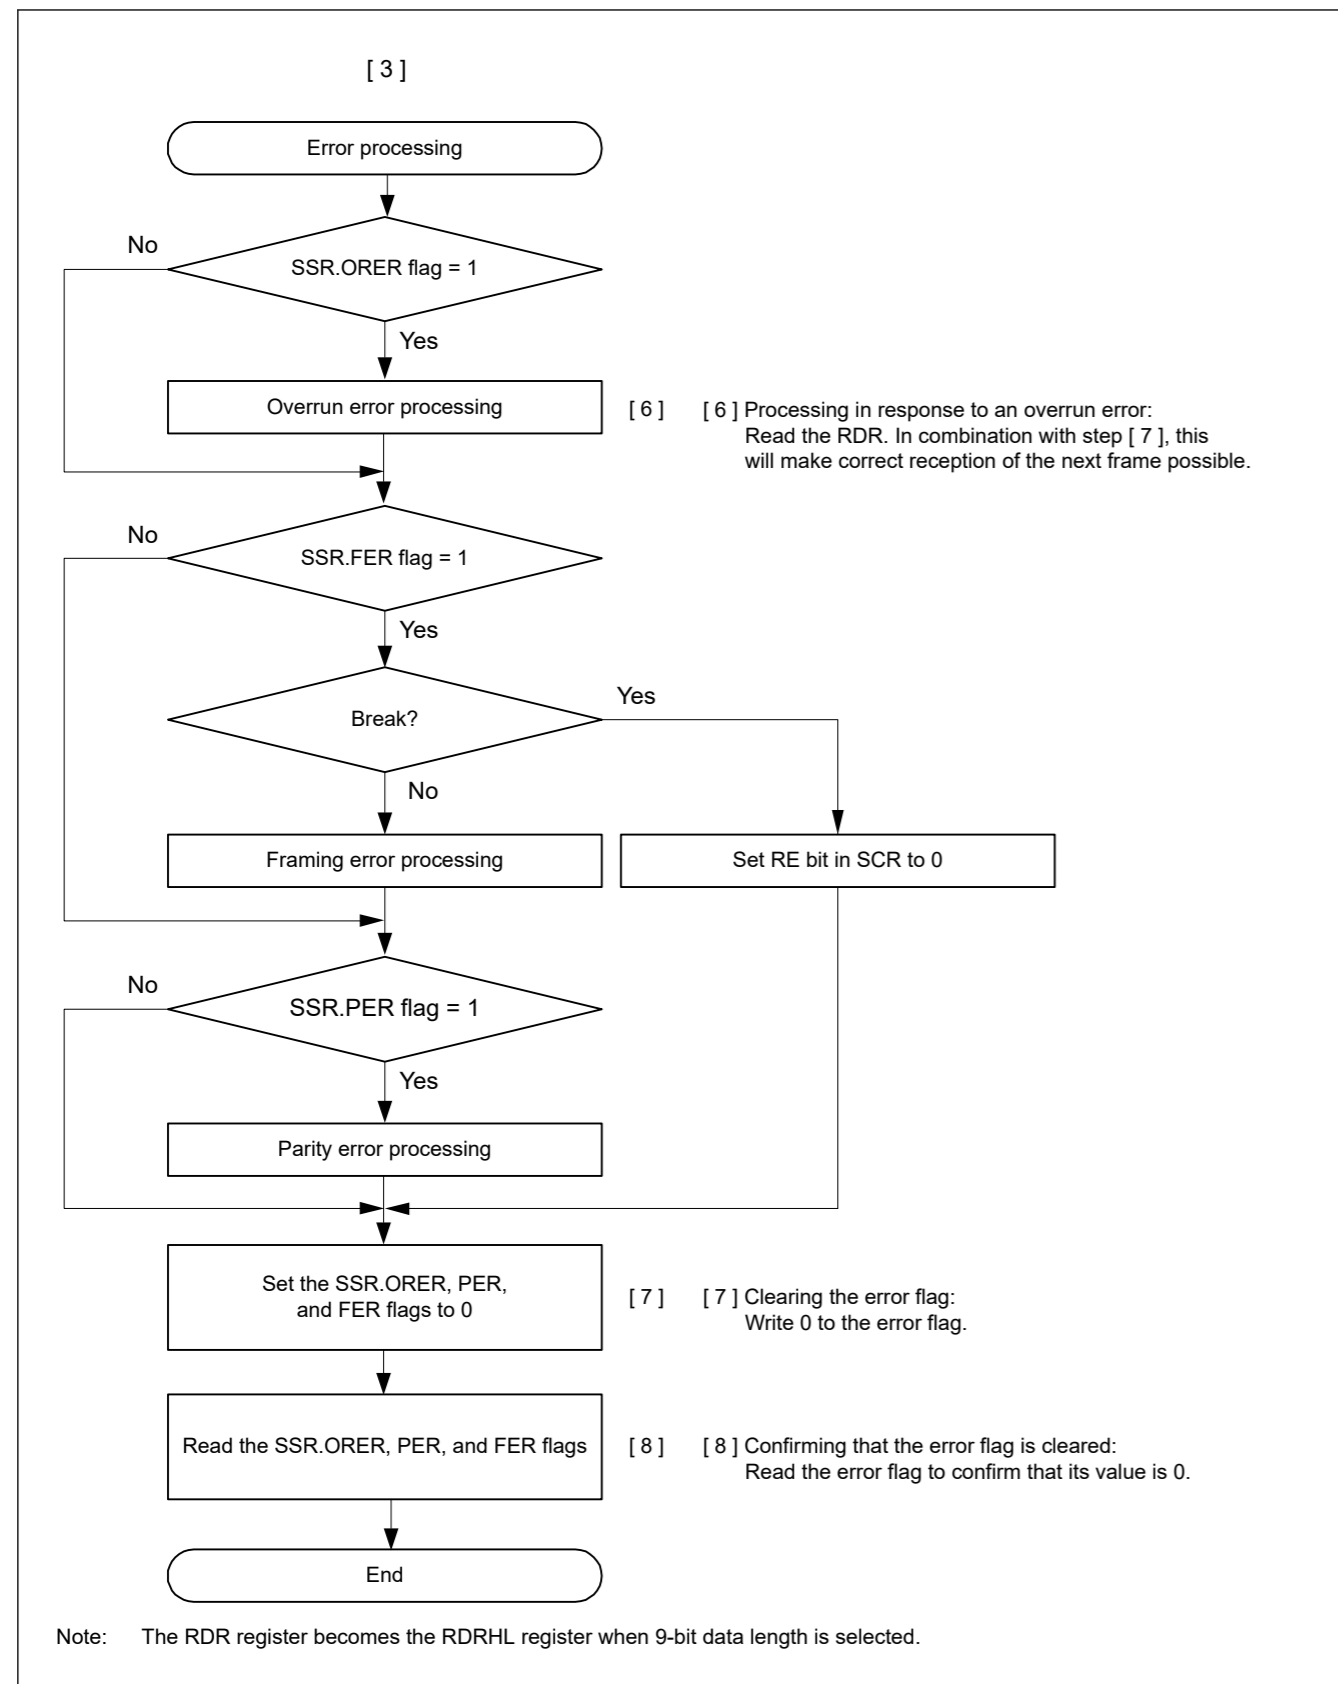 [ 3 ]
Error processing
No
SSR.ORER flag = 1
Yes
Overrun error processing
[ 6 ]
[ 6 ] Processing in response to an overrun error:
Read the RDR. In combination with step [ 7 ], this
will make correct reception of the next frame possible.
No
SSR.FER flag = 1
Yes
Break?
Yes
No
Framing error processing
Set RE bit in SCR to 0
No
SSR.PER flag = 1
Yes
Parity error processing
Set the SSR.ORER, PER,
and FER flags to 0
[ 7 ]
[ 7 ] Clearing the error flag:
Write 0 to the error flag.
Read the SSR.ORER, PER, and FER flags
[ 8 ]
[ 8 ] Confirming that the error flag is cleared:
Read the error flag to confirm that its value is 0.
End
Note: The RDR register becomes the RDRHL register when 9-bit data length is selected.